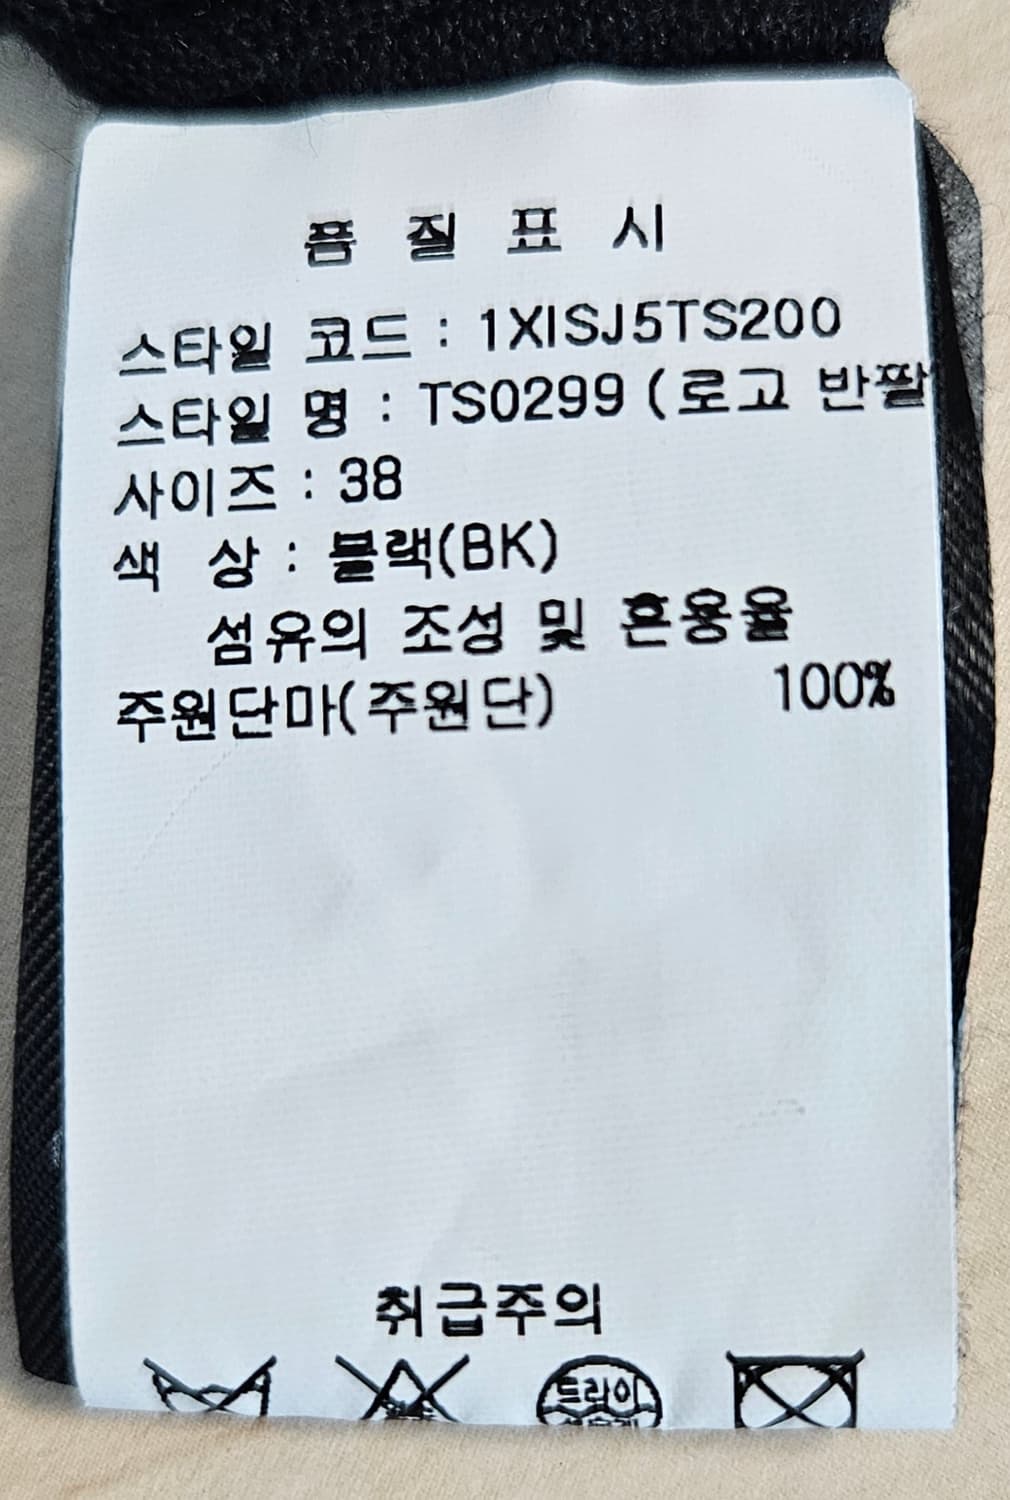 품 질 표 시
스타일 코드 : 1XISJ5TS200
스타일 명 : TS0299 (로고 반팔
사이즈 : 38
색 상 : 블랙(BK)
섬유의 조성 및 혼용율
주원단마(주원단) 100%
취급주의
드라이